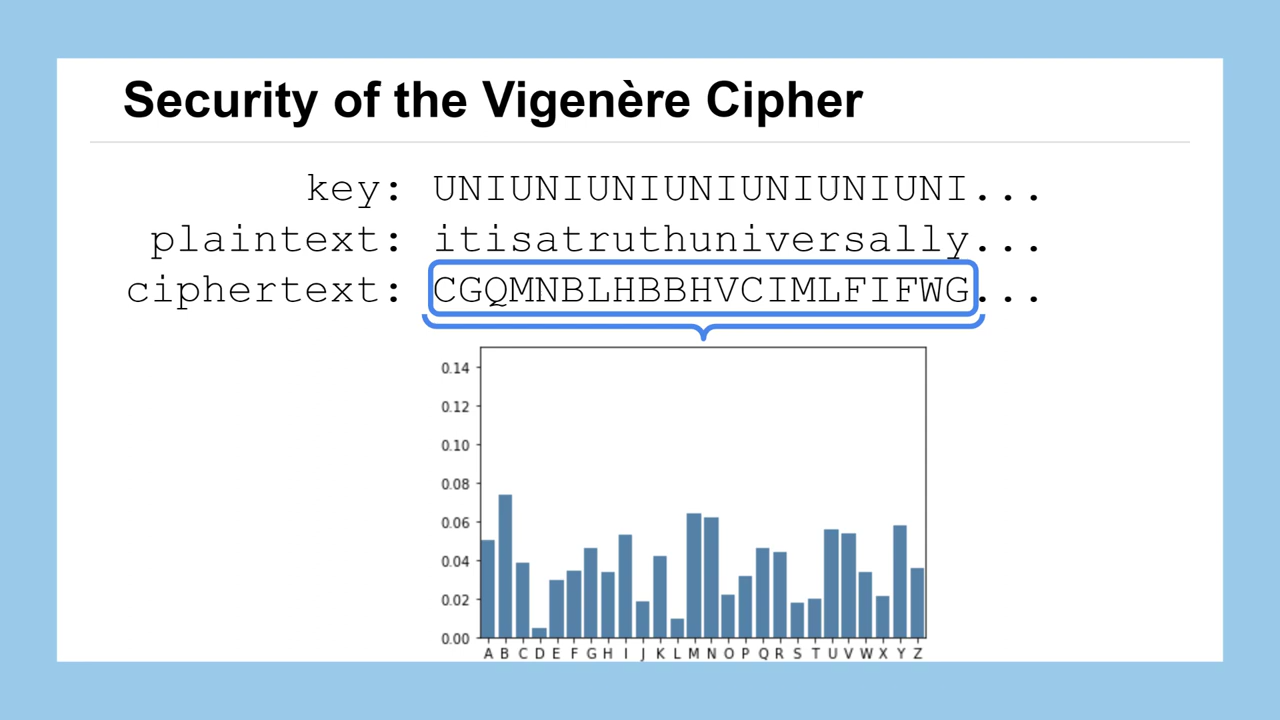 Security of the Vigenère Cipher
key: UNIUNIUNIUNIUNIUNIUNI...
plaintext: itisatruthuniversally...
ciphertext: CGQMNBLHBBHVCIMLFIFWG...
0.14
0.12
0.10
0.08
0.06
0.04
0.02
0.00
A B C D E F G H I J K L M N O P Q R S T U V W X Y Z